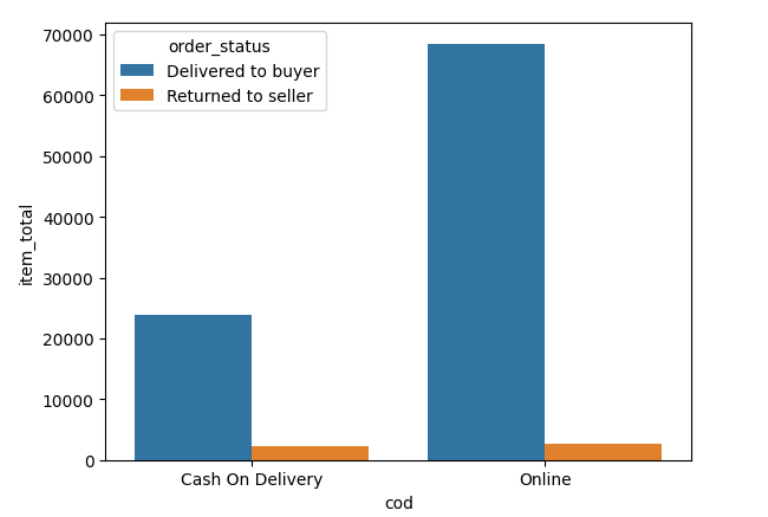 order_status
Delivered to buyer
Returned to seller
70000
60000
50000
40000
30000
20000
10000
0
item_total
Cash On Delivery
Online
cod